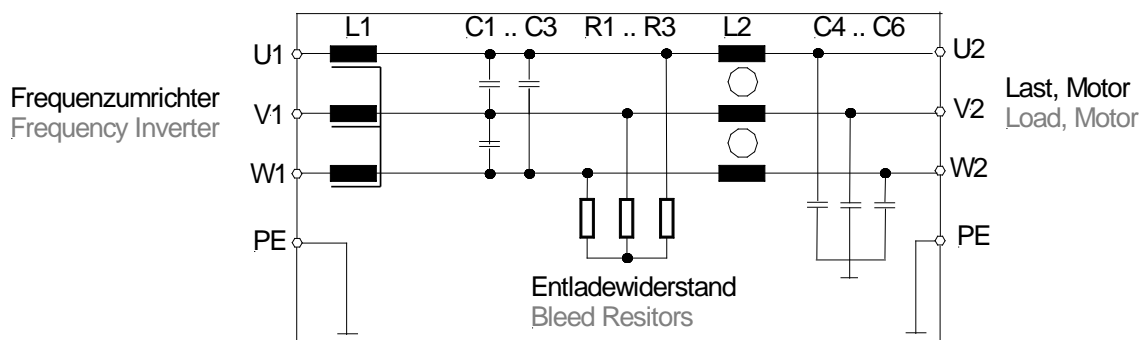 L1 C1 .. C3 R1 .. R3 L2 C4 .. C6
U1 U2
Frequenzumrichter
Frequency Inverter
V1 V2
Last, Motor
Load, Motor
W1 W2
PE PE
Entladewiderstand
Bleed Resitors